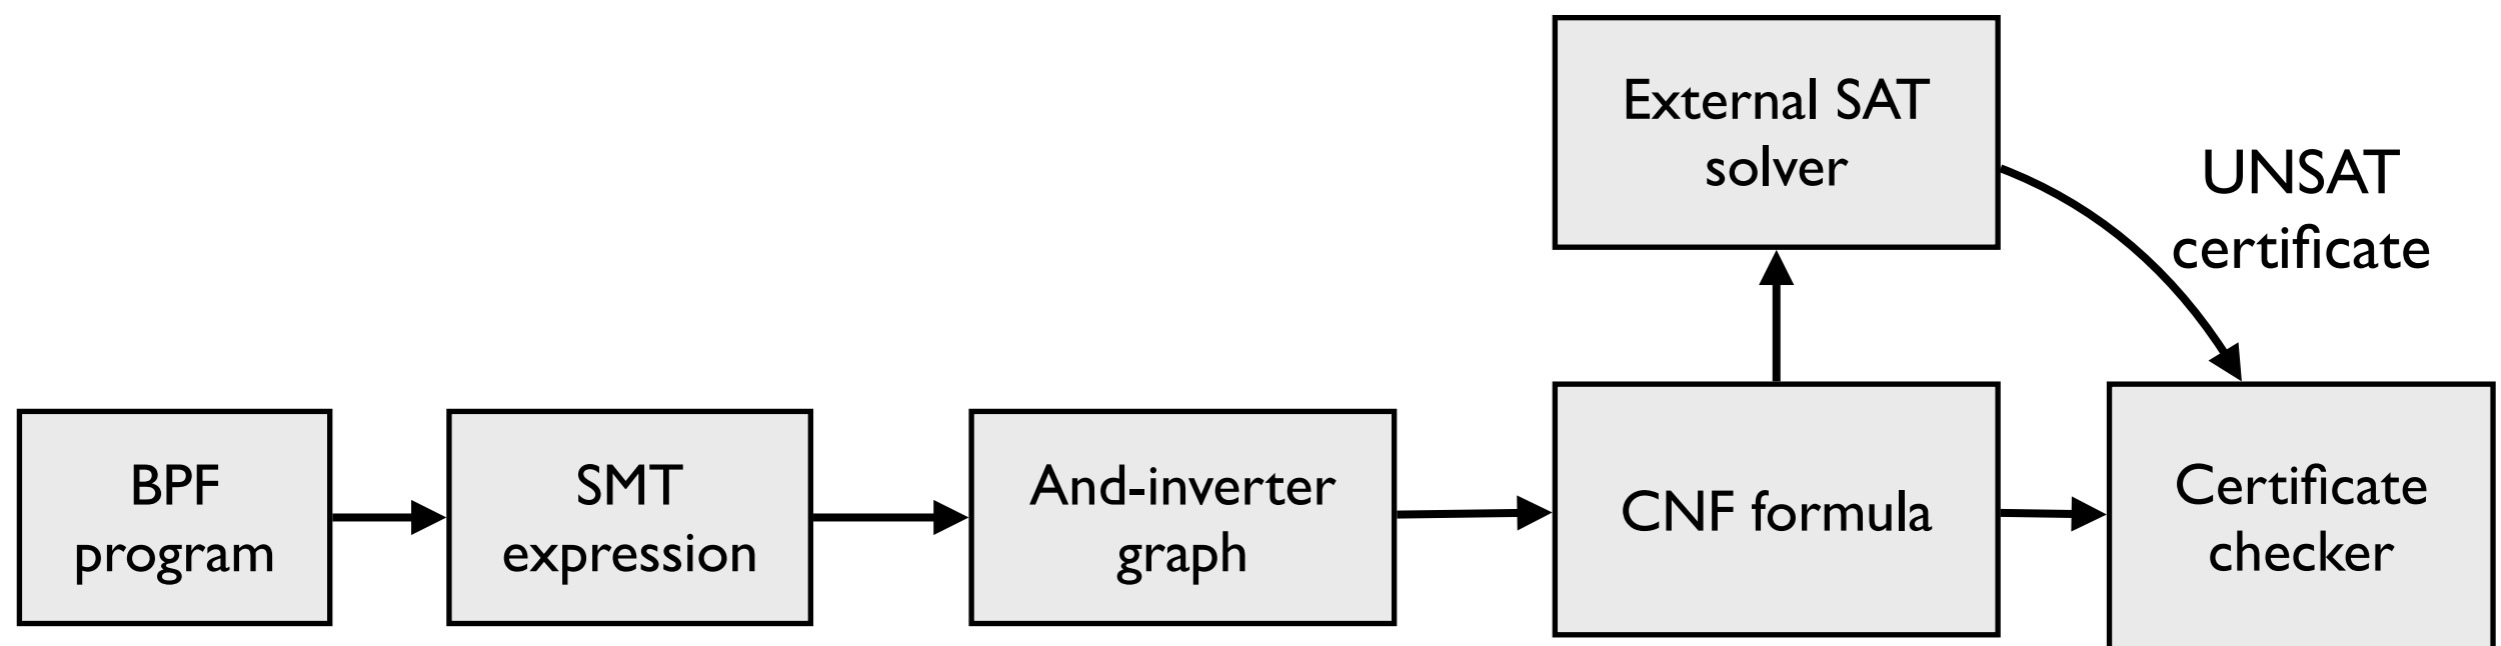 External SAT
solver
UNSAT
certificate
BPF
program
SMT
expression
And-inverter
graph
CNF formula
Certificate
checker